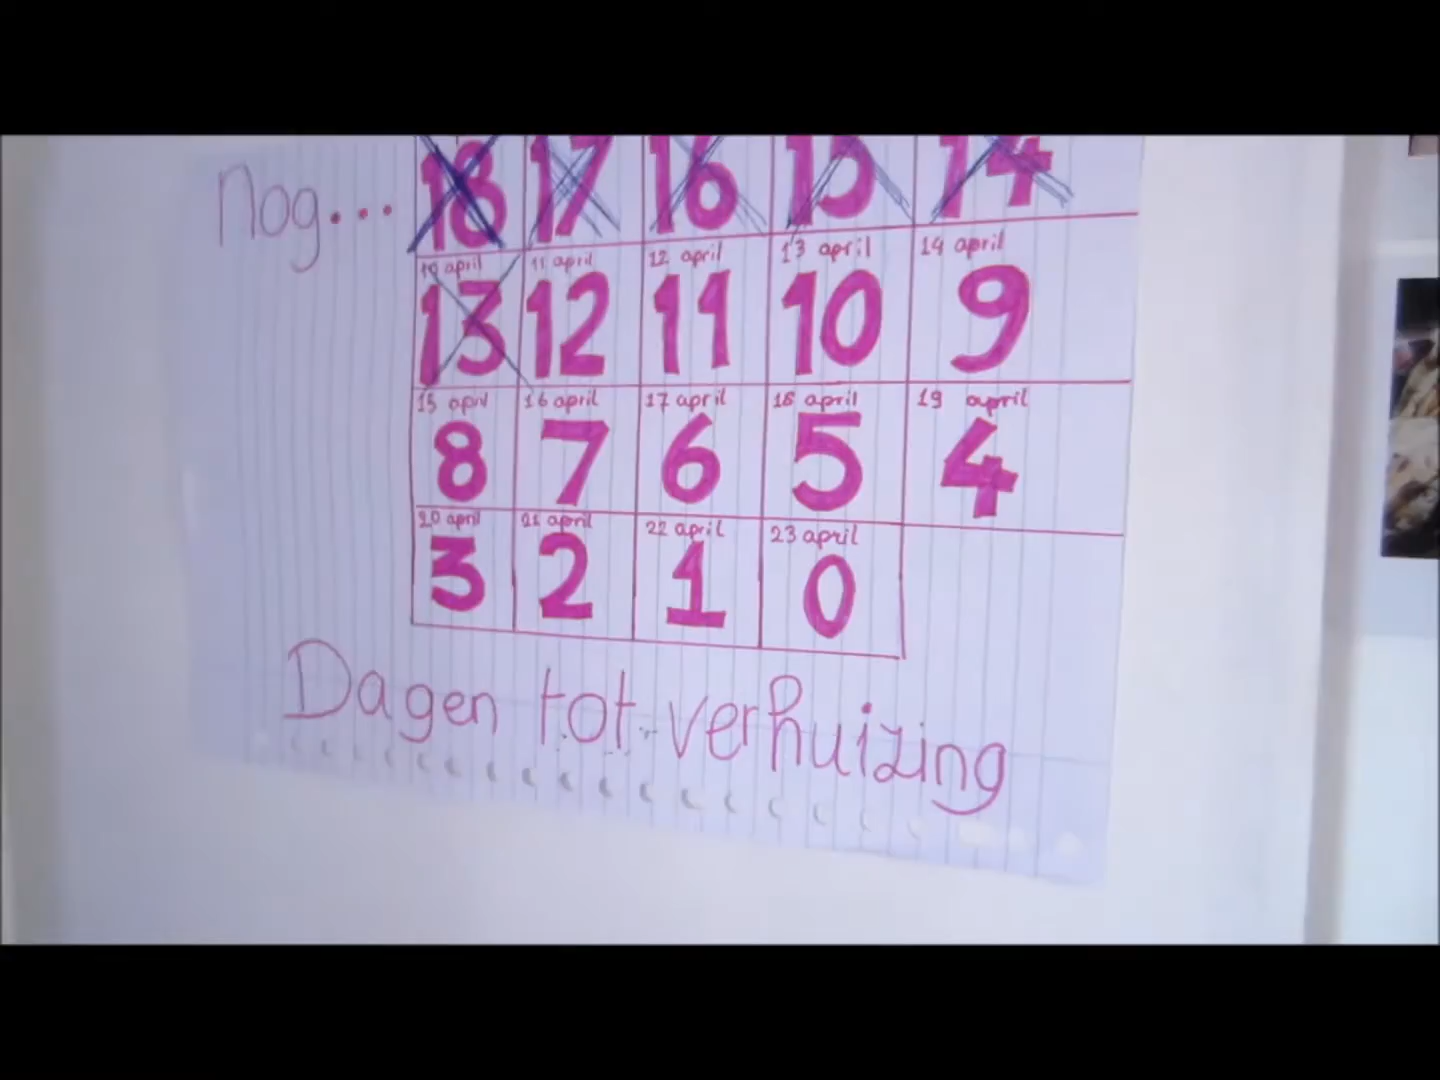 nog...
18 17 16 15 14
10 april 11 april 12 april 13 april 14 april
13 12 11 10 9
15 april 16 april 17 april 18 april 19 april
8 7 6 5 4
20 april 21 april 22 april 23 april
3 2 1 0
Dagen tot verhuizing